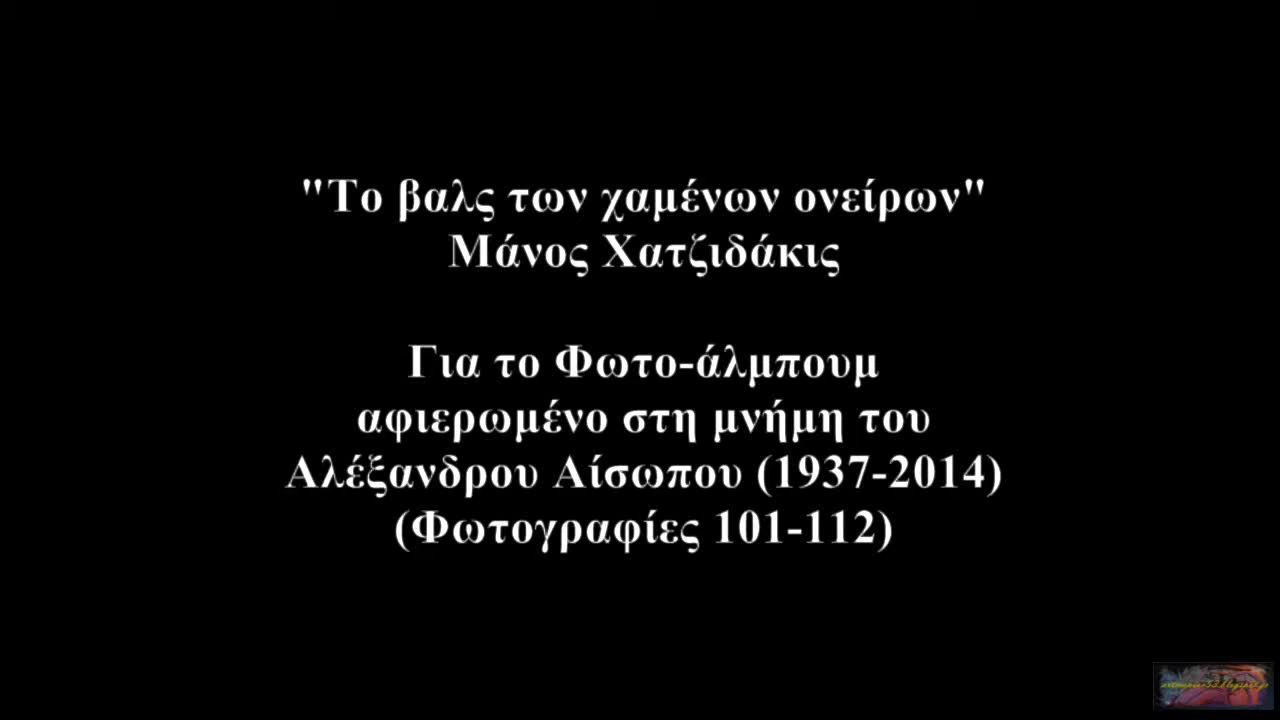 "Το βαλς των χαμένων ονείρων"
Μάνος Χατζιδάκις
Για το Φωτο-άλμπουμ
αφιερωμένο στη μνήμη του
Αλέξανδρου Αίσωπου (1937-2014)
(Φωτογραφίες 101-112)